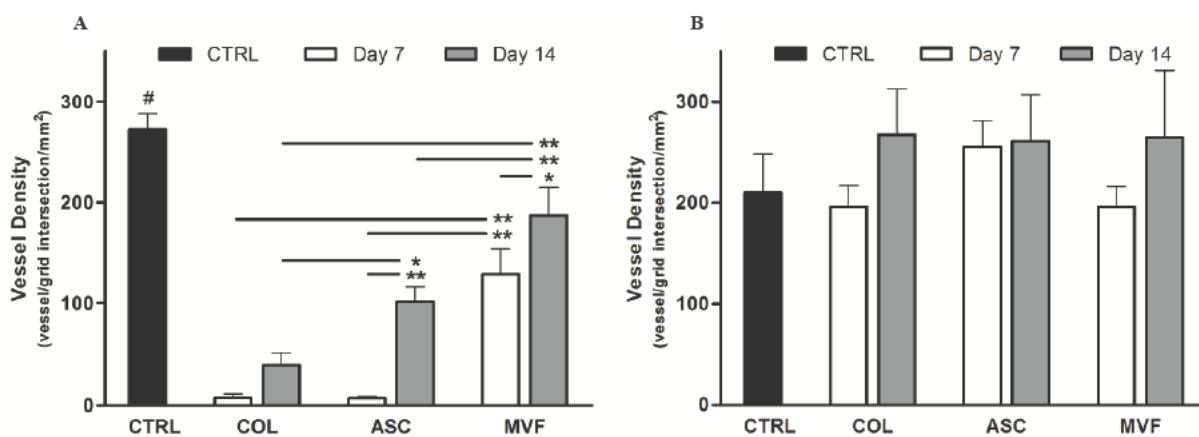 A
CTRL Day 7 Day 14
Vessel Density
(vessel/grid intersection/mm²)
300
200
100
0
#
**
**
*
**
**
*
**
CTRL COL ASC MVF
B
CTRL Day 7 Day 14
Vessel Density
(vessel/grid intersection/mm²)
300
200
100
0
CTRL COL ASC MVF